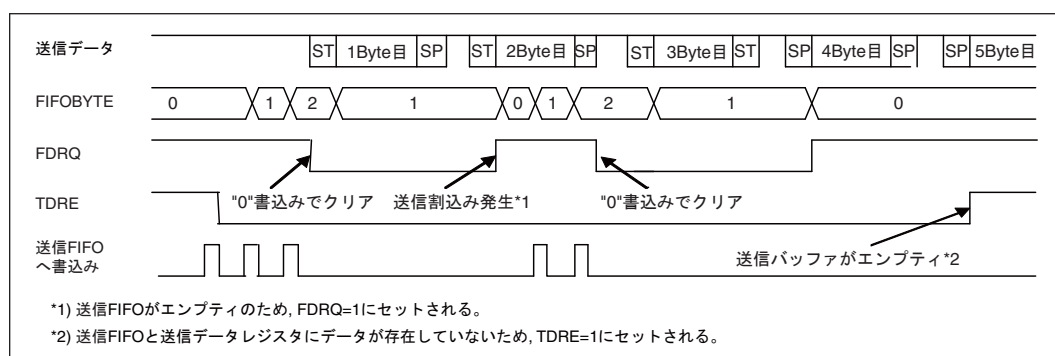 送信データ ST 1Byte目 SP ST 2Byte目 SP ST 3Byte目 ST SP 4Byte目 SP SP 5Byte目
FIFOBYTE 0 1 2 1 0 1 2 1 0
FDRQ
"0"書込みでクリア 送信割込み発生*1 "0"書込みでクリア
TDRE
送信FIFO
へ書込み
送信バッファがエンプティ*2
*1) 送信FIFOがエンプティのため, FDRQ=1にセットされる。
*2) 送信FIFOと送信データレジスタにデータが存在していないため, TDRE=1にセットされる。